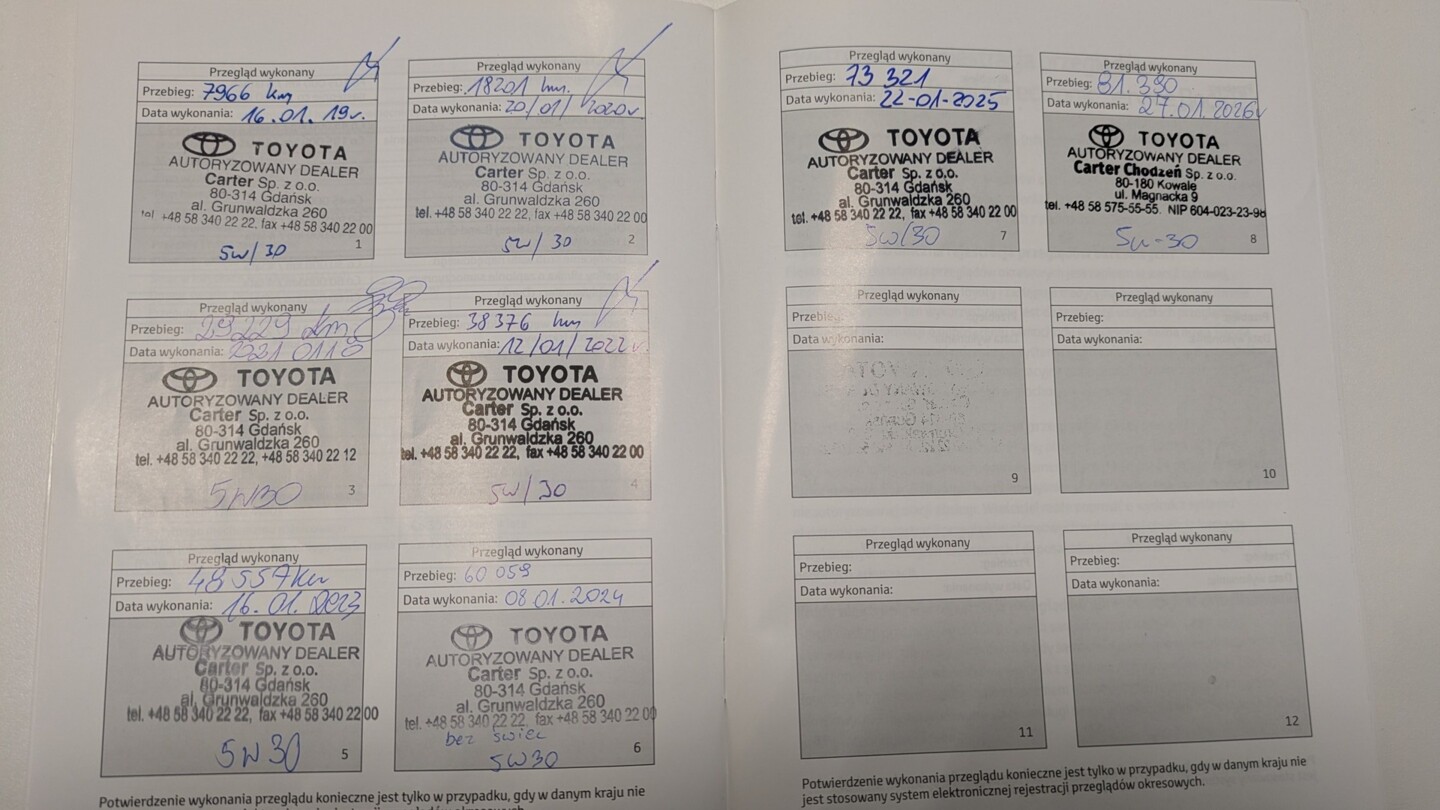 Przegląd wykonany
Przebieg: 7966 km
Data wykonania: 16.01.19r.
TOYOTA
AUTORYZOWANY DEALER
Carter Sp. z o.o.
80-314 Gdańsk
al. Grunwaldzka 260
tel. +48 58 340 22 22, fax +48 58 340 22 00
5W/30
1
Przegląd wykonany
Przebieg: 18201 km.
Data wykonania: 20/01/2020r.
TOYOTA
AUTORYZOWANY DEALER
Carter Sp. z o.o.
80-314 Gdańsk
al. Grunwaldzka 260
tel. +48 58 340 22 22, fax +48 58 340 22 00
5W/30
2
Przegląd wykonany
Przebieg: 29229 km
Data wykonania: 2021 01 10
TOYOTA
AUTORYZOWANY DEALER
Carter Sp. z o.o.
80-314 Gdańsk
al. Grunwaldzka 260
tel. +48 58 340 22 22, +48 58 340 22 12
5W30
3
Przegląd wykonany
Przebieg: 38376 km
Data wykonania: 12/01/2022r.
TOYOTA
AUTORYZOWANY DEALER
Carter Sp. z o.o.
80-314 Gdańsk
al. Grunwaldzka 260
tel. +48 58 340 22 22, fax +48 58 340 22 00
5W/30
4
Przegląd wykonany
Przebieg: 48557km
Data wykonania: 16.01.2023
TOYOTA
AUTORYZOWANY DEALER
Carter Sp. z o.o.
80-314 Gdańsk
al. Grunwaldzka 260
tel. +48 58 340 22 22, fax +48 58 340 22 00
5W30
5
Przegląd wykonany
Przebieg: 60 059
Data wykonania: 08.01.2024
TOYOTA
AUTORYZOWANY DEALER
Carter Sp. z o.o.
80-314 Gdańsk
al. Grunwaldzka 260
tel. +48 58 340 22 22, fax +48 58 340 22 00
bez świec
5W30
6
Potwierdzenie wykonania przeglądu konieczne jest tylko w przypadku, gdy w danym kraju nie
Przegląd wykonany
Przebieg: 73 321
Data wykonania: 22-01-2025
TOYOTA
AUTORYZOWANY DEALER
Carter Sp. z o.o.
80-314 Gdańsk
al. Grunwaldzka 260
tel. +48 58 340 22 22, fax +48 58 340 22 00
5W/30
7
Przegląd wykonany
Przebieg: 81.390
Data wykonania: 27.01.2026r
TOYOTA
AUTORYZOWANY DEALER
Carter Chodzeń Sp. z o.o.
80-180 Kowale
ul. Magnacka 9
tel. +48 58 575-55-55. NIP 604-023-23-98
5w-30
8
Przegląd wykonany
Przebieg:
Data wykonania:
9
Przegląd wykonany
Przebieg:
Data wykonania:
10
Przegląd wykonany
Przebieg:
Data wykonania:
11
Przegląd wykonany
Przebieg:
Data wykonania:
12
Potwierdzenie wykonania przeglądu konieczne jest tylko w przypadku, gdy w danym kraju nie
jest stosowany system elektronicznej rejestracji przeglądów okresowych.